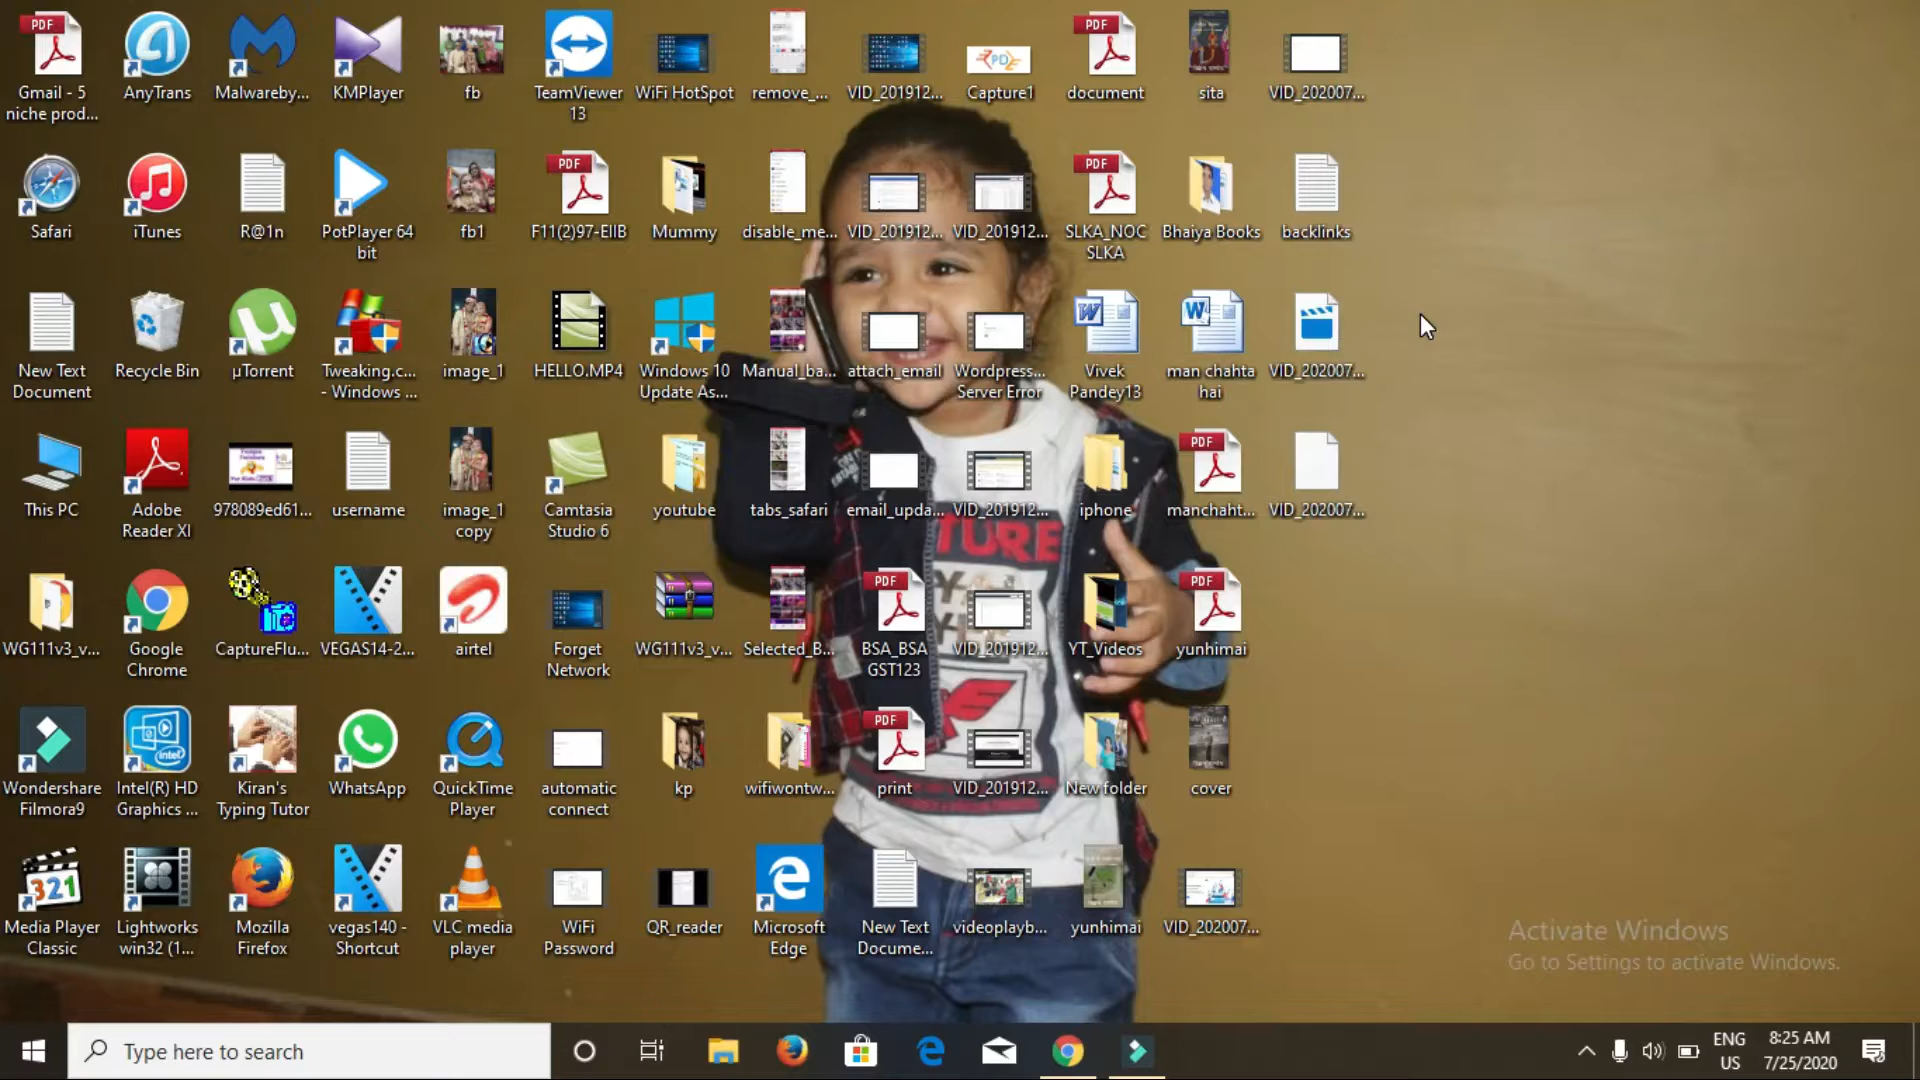 Gmail - 5
niche prod...
AnyTrans
Malwareby...
KMPlayer
fb
TeamViewer
13
WiFi HotSpot
remove_...
VID_201912...
Capture1
document
sita
VID_202007...
Safari
iTunes
R@1n
PotPlayer 64
bit
fb1
F11(2)97-EIIB
Mummy
disable_me...
VID_201912...
VID_201912...
SLKA_NOC
SLKA
Bhaiya Books
backlinks
New Text
Document
Recycle Bin
µTorrent
Tweaking.c...
- Windows ...
image_1
HELLO.MP4
Windows 10
Update As...
Manual_ba...
attach_email
Wordpress...
Server Error
Vivek
Pandey13
man chahta
hai
VID_202007...
This PC
Adobe
Reader XI
978089ed61...
username
image_1
copy
Camtasia
Studio 6
youtube
tabs_safari
email_upda...
VID_201912...
iphone
manchaht...
VID_202007...
WG111v3_v...
Google
Chrome
CaptureFlu...
VEGAS14-2...
airtel
Forget
Network
WG111v3_v...
Selected_B...
BSA_BSA
GST123
VID_201912...
YT_Videos
yunhimai
Wondershare
Filmora9
Intel(R) HD
Graphics ...
Kiran's
Typing Tutor
WhatsApp
QuickTime
Player
automatic
connect
kp
wifiwontw...
print
VID_201912...
New folder
cover
Media Player
Classic
Lightworks
win32 (1...
Mozilla
Firefox
vegas140 -
Shortcut
VLC media
player
WiFi
Password
QR_reader
Microsoft
Edge
New Text
Docume...
videoplayb...
yunhimai
VID_202007...
Activate Windows
Go to Settings to activate Windows.
Type here to search
ENG
US
8:25 AM
7/25/2020